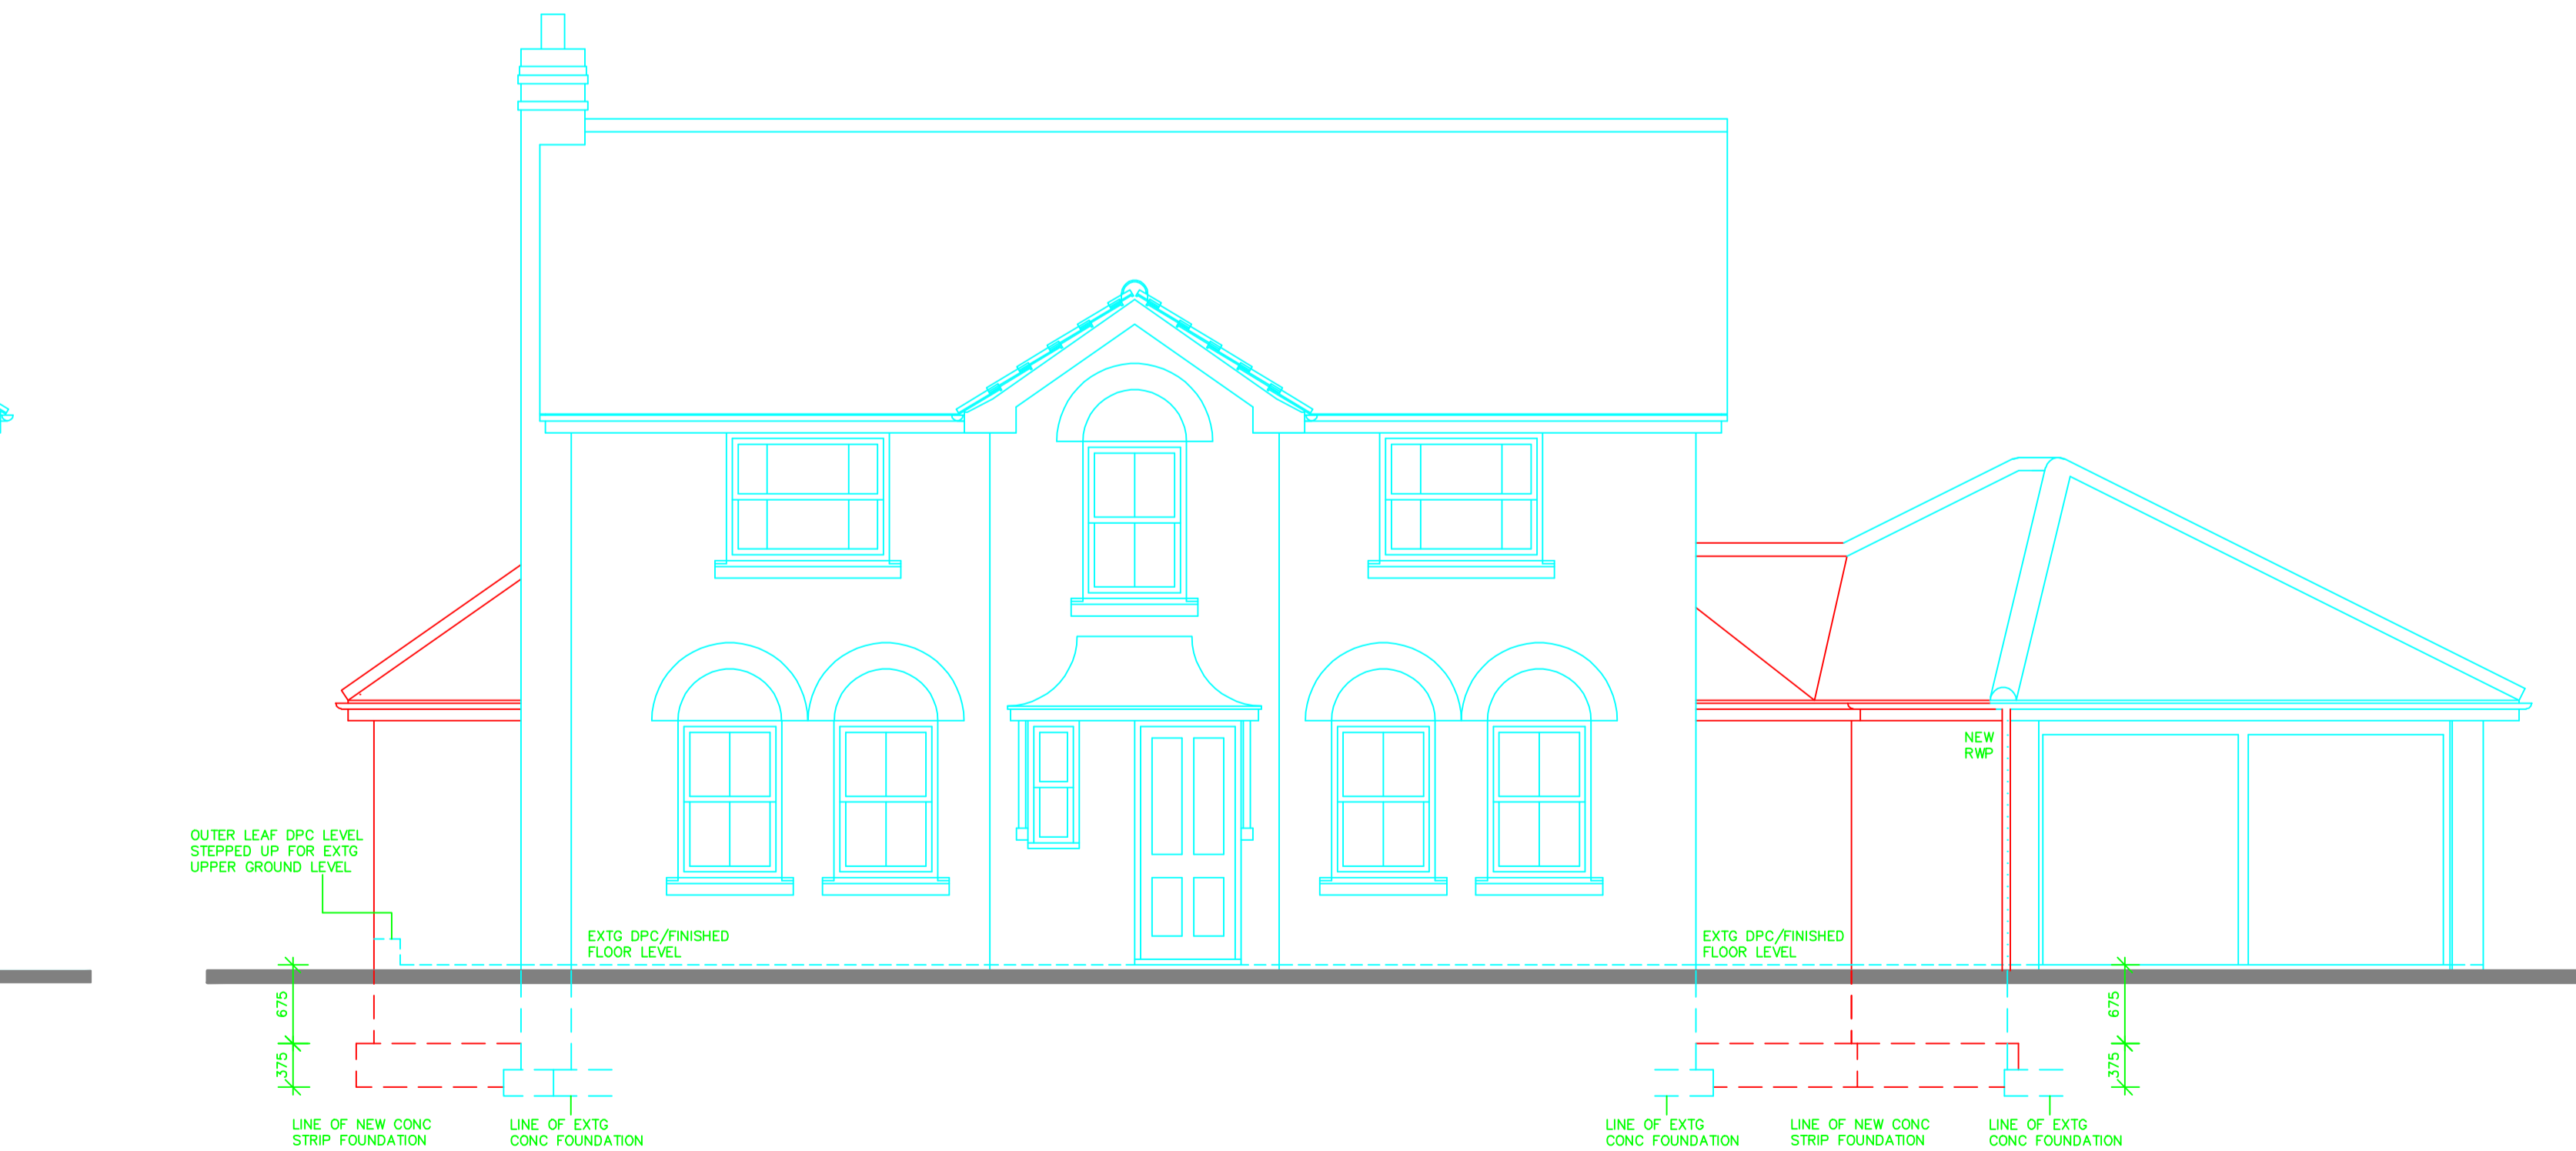 NEW
RWP
OUTER LEAF DPC LEVEL
STEPPED UP FOR EXTG
UPPER GROUND LEVEL
EXTG DPC/FINISHED
FLOOR LEVEL
EXTG DPC/FINISHED
FLOOR LEVEL
675
375
675
375
LINE OF NEW CONC
STRIP FOUNDATION
LINE OF EXTG
CONC FOUNDATION
LINE OF EXTG
CONC FOUNDATION
LINE OF NEW CONC
STRIP FOUNDATION
LINE OF EXTG
CONC FOUNDATION